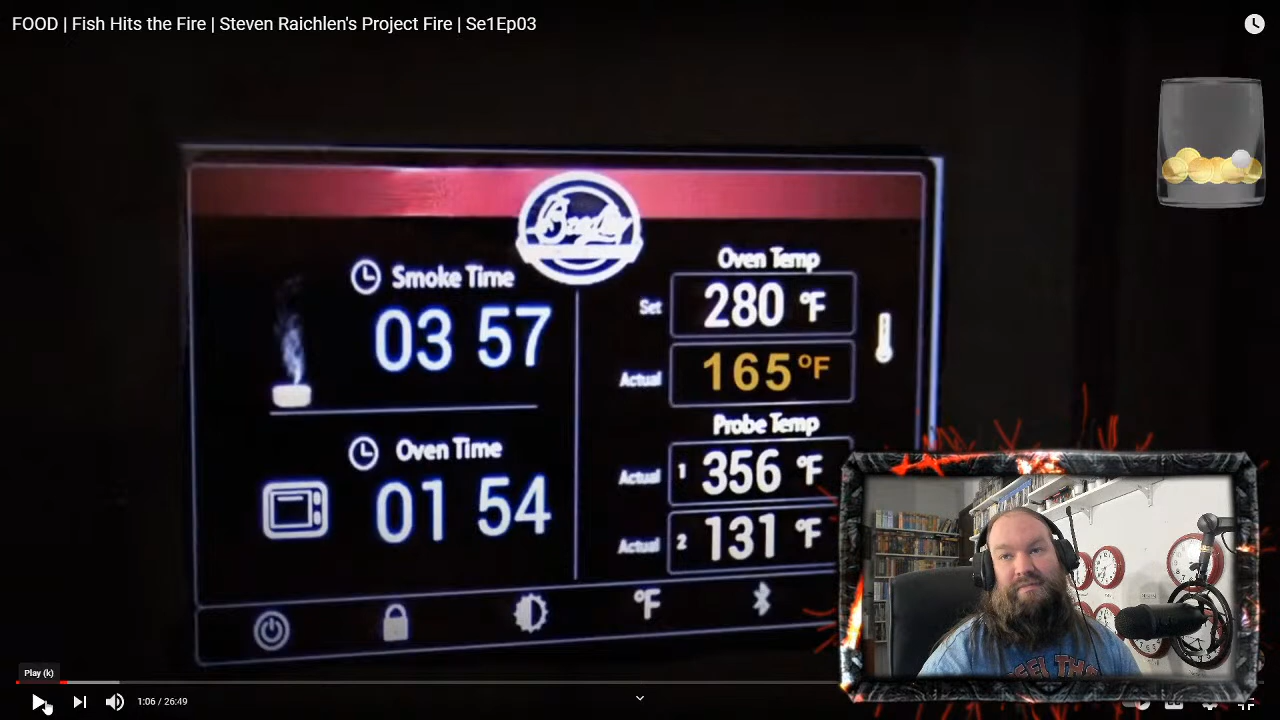 FOOD | Fish Hits the Fire | Steven Raichlen's Project Fire | Se1Ep03
Bradley
Smoke Time
03 57
Oven Time
01 54
Oven Temp
Set 280 °F
Actual 165 °F
Probe Temp
Actual 1 356 °F
Actual 2 131 °F
°F
Play (k)
1:06 / 26:49